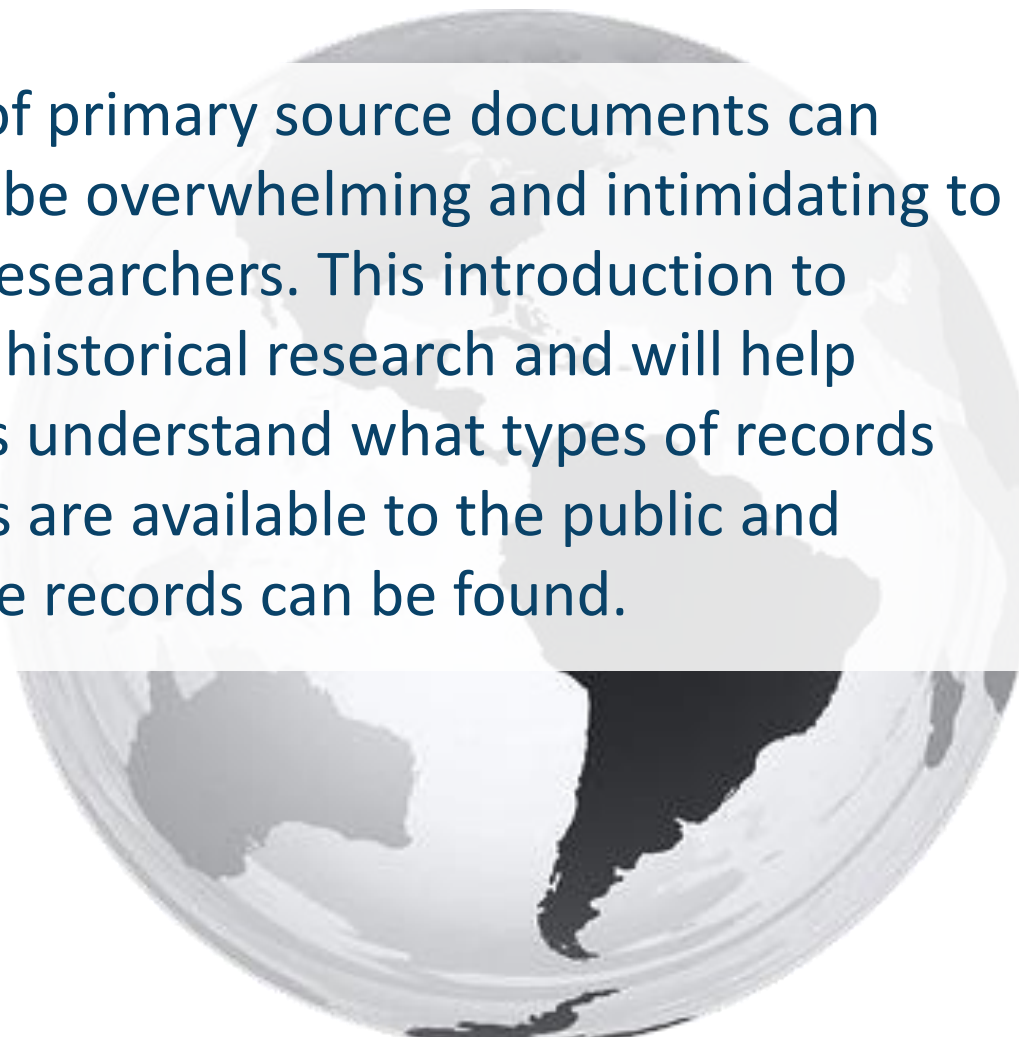 of primary source documents can
be overwhelming and intimidating to
esearchers. This introduction to
historical research and will help
s understand what types of records
s are available to the public and
e records can be found.